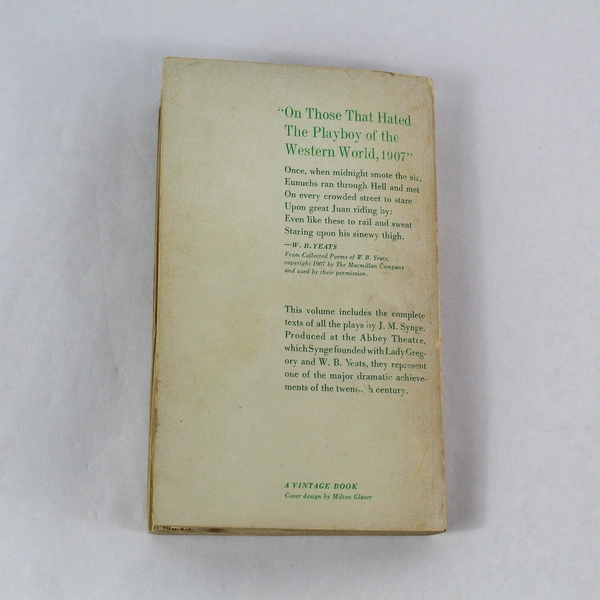 “On Those That Hated
The Playboy of the
Western World, 1907”
Once, when midnight smote the air,
Eunuchs ran through Hell and met
On every crowded street to stare
Upon great Juan riding by:
Even like these to rail and sweat
Staring upon his sinewy thigh.
—W. B. YEATS
From Collected Poems of W. B. Yeats,
copyright 1907 by The Macmillan Company
and used by their permission.
This volume includes the complete
texts of all the plays by J. M. Synge.
Produced at the Abbey Theatre,
which Synge founded with Lady Greg-
ory and W. B. Yeats, they represent
one of the major dramatic achieve-
ments of the twentieth century.
A VINTAGE BOOK
Cover design by Milton Glaser